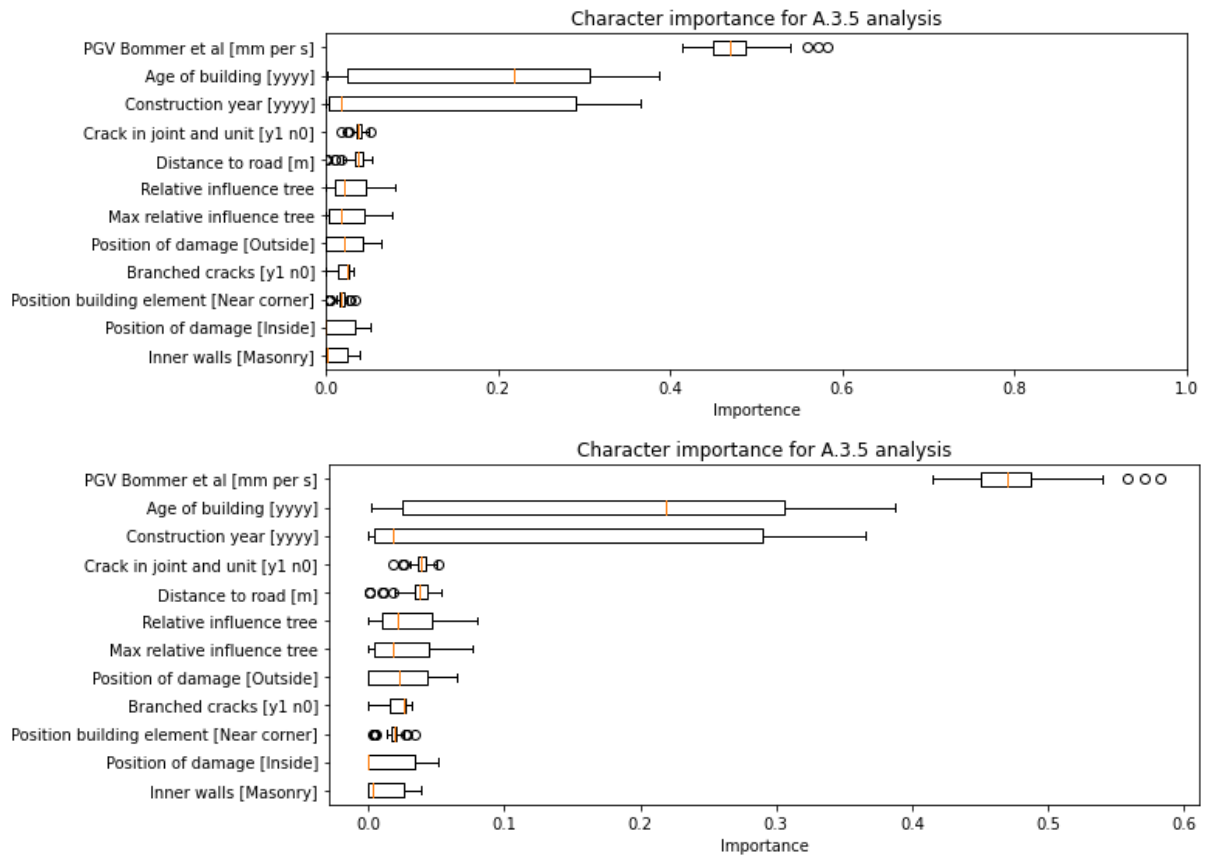 Character importance for A.3.5 analysis
PGV Bommer et al [mm per s]
Age of building [yyyy]
Construction year [yyyy]
Crack in joint and unit [y1 n0]
Distance to road [m]
Relative influence tree
Max relative influence tree
Position of damage [Outside]
Branched cracks [y1 n0]
Position building element [Near corner]
Position of damage [Inside]
Inner walls [Masonry]
0.0 0.2 0.4 0.6 0.8 1.0
Importence
Character importance for A.3.5 analysis
PGV Bommer et al [mm per s]
Age of building [yyyy]
Construction year [yyyy]
Crack in joint and unit [y1 n0]
Distance to road [m]
Relative influence tree
Max relative influence tree
Position of damage [Outside]
Branched cracks [y1 n0]
Position building element [Near corner]
Position of damage [Inside]
Inner walls [Masonry]
0.0 0.1 0.2 0.3 0.4 0.5 0.6
Importance